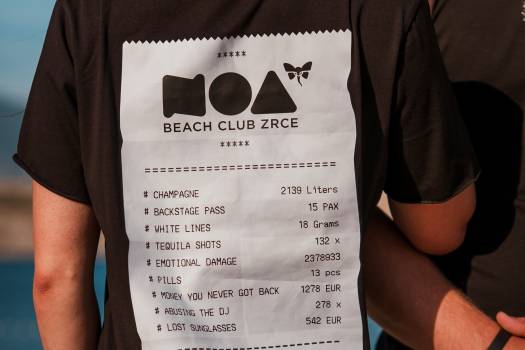 *****
NOA
BEACH CLUB ZRCE
*****
================================
# CHAMPAGNE 2139 Liters
# BACKSTAGE PASS 15 PAX
# WHITE LINES 18 Grams
# TEQUILA SHOTS 132 x
# EMOTIONAL DAMAGE 2378933
# PILLS 13 pcs
# MONEY YOU NEVER GOT BACK 1278 EUR
# ABUSING THE DJ 278 x
# LOST SUNGLASSES 542 EUR
--------------------------------